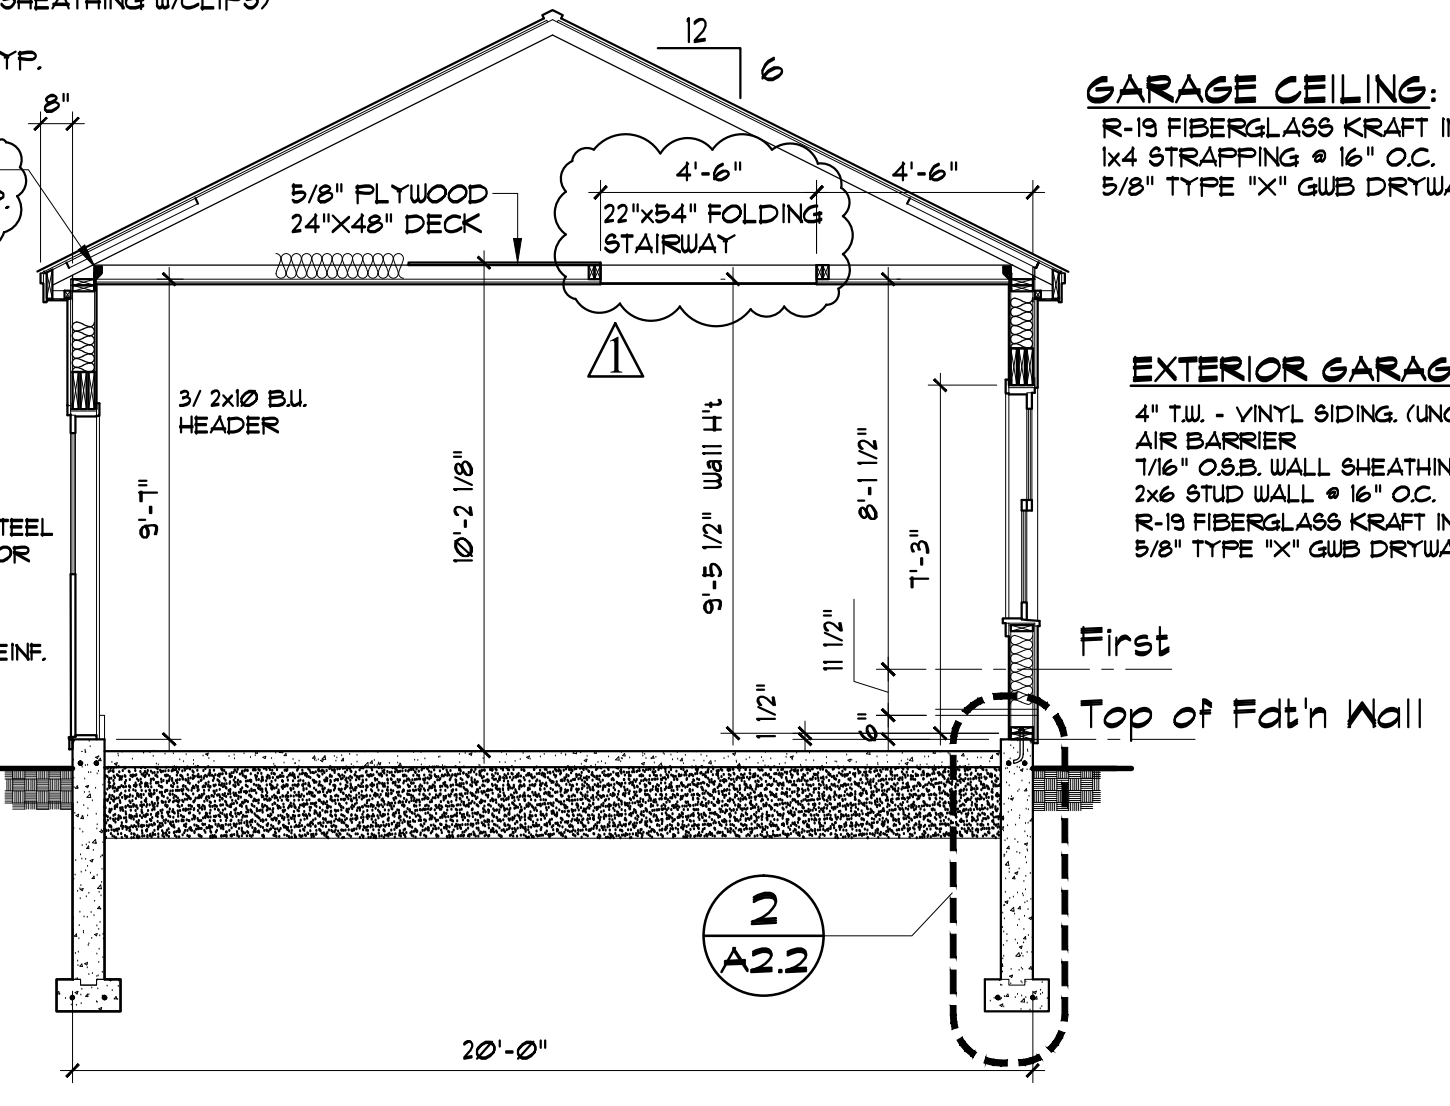 SHEATHING W/CLIPS)
YP.
8"
P.
12
6
5/8" PLYWOOD
24"X48" DECK
4'-6"
4'-6"
22"x54" FOLDING
STAIRWAY
1
GARAGE CEILING:
R-19 FIBERGLASS KRAFT IN
1x4 STRAPPING @ 16" O.C.
5/8" TYPE "X" GWB DRYWA
3/ 2x10 B.U.
HEADER
9'-7"
10'-2 1/8"
9'-5 1/2" Wall H't
8'-1 1/2"
7'-3"
11 1/2"
1 1/2"
6"
EXTERIOR GARAG
4" T.W. - VINYL SIDING. (UNO
AIR BARRIER
7/16" O.S.B. WALL SHEATHIN
2x6 STUD WALL @ 16" O.C.
R-19 FIBERGLASS KRAFT IN
5/8" TYPE "X" GWB DRYWA
TEEL
OR
EINF.
First
Top of Fdt'n Wall
2
A2.2
20'-0"